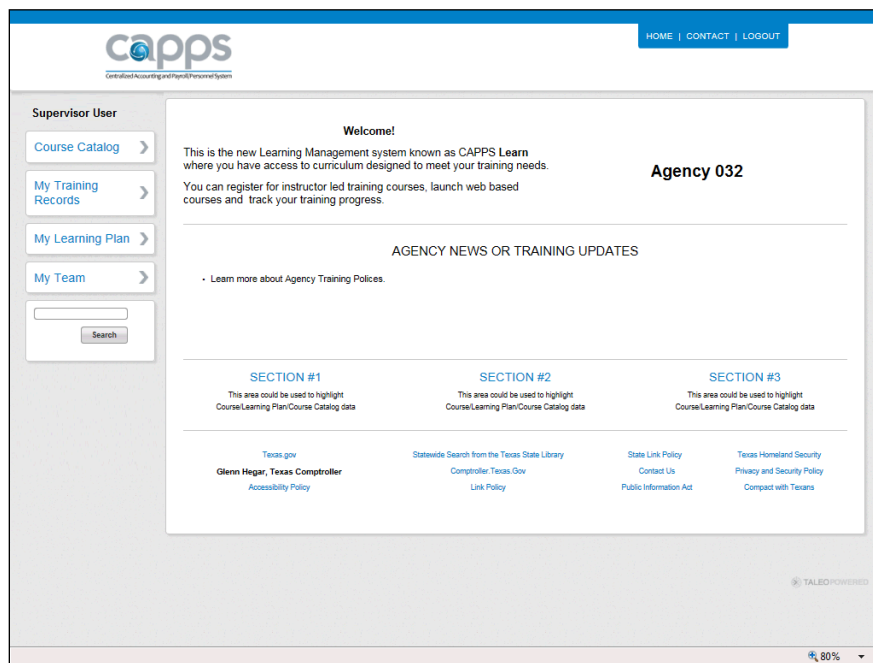 capps
Centralized Accounting and Payroll/Personnel System
HOME | CONTACT | LOGOUT
Supervisor User
Course Catalog
My Training
Records
My Learning Plan
My Team
Search
Welcome!
This is the new Learning Management system known as CAPPS Learn
where you have access to curriculum designed to meet your training needs.
You can register for instructor led training courses, launch web based
courses and track your training progress.
Agency 032
AGENCY NEWS OR TRAINING UPDATES
• Learn more about Agency Training Polices.
SECTION #1
This area could be used to highlight
Course/Learning Plan/Course Catalog data
SECTION #2
This area could be used to highlight
Course/Learning Plan/Course Catalog data
SECTION #3
This area could be used to highlight
Course/Learning Plan/Course Catalog data
Texas.gov
Statewide Search from the Texas State Library
State Link Policy
Texas Homeland Security
Glenn Hegar, Texas Comptroller
Comptroller.Texas.Gov
Contact Us
Privacy and Security Policy
Accessibility Policy
Link Policy
Public Information Act
Compact with Texans
TALEO POWERED
80%